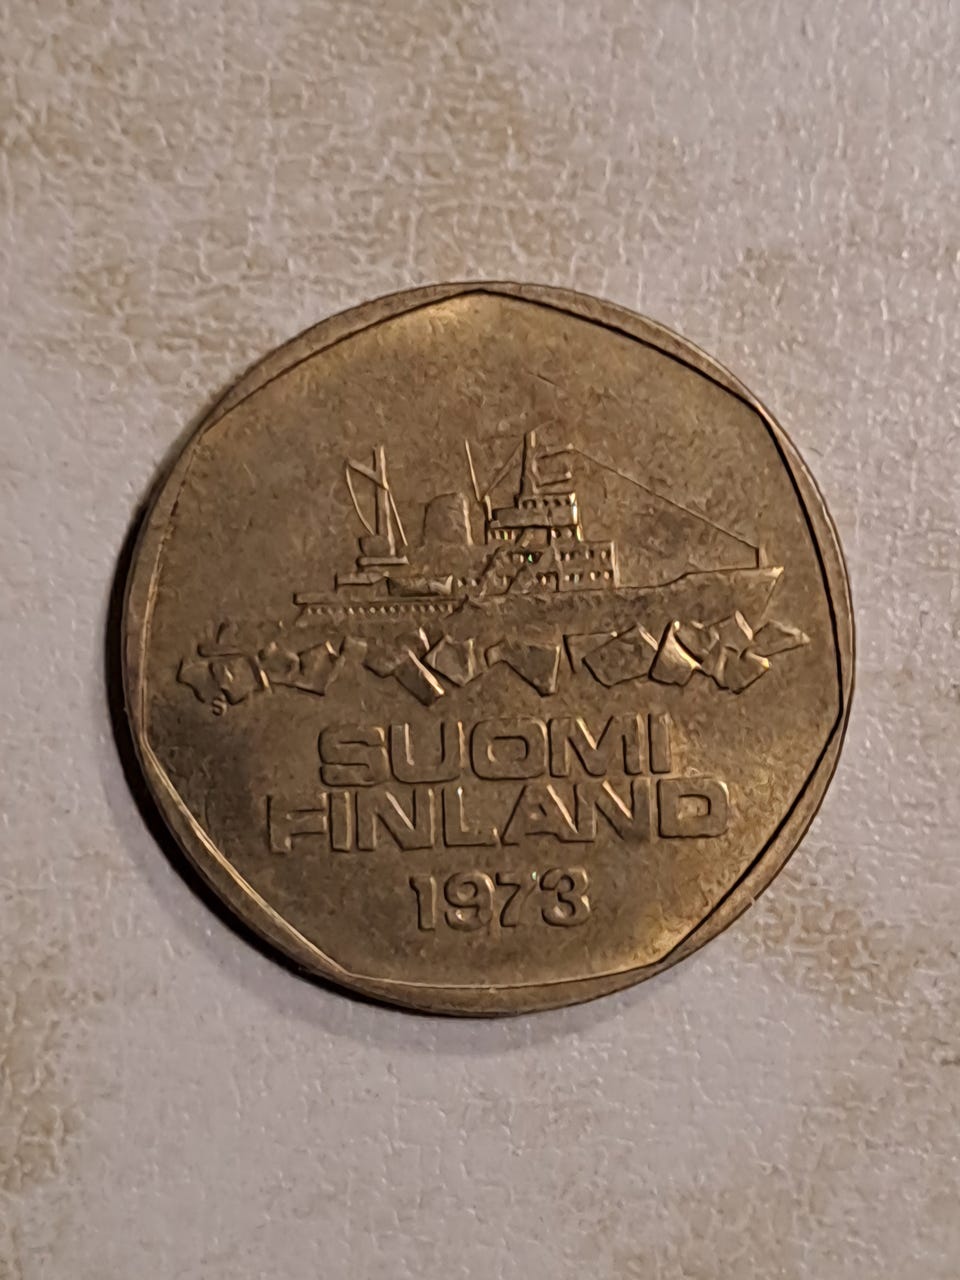 S
SUOMI
FINLAND
1973